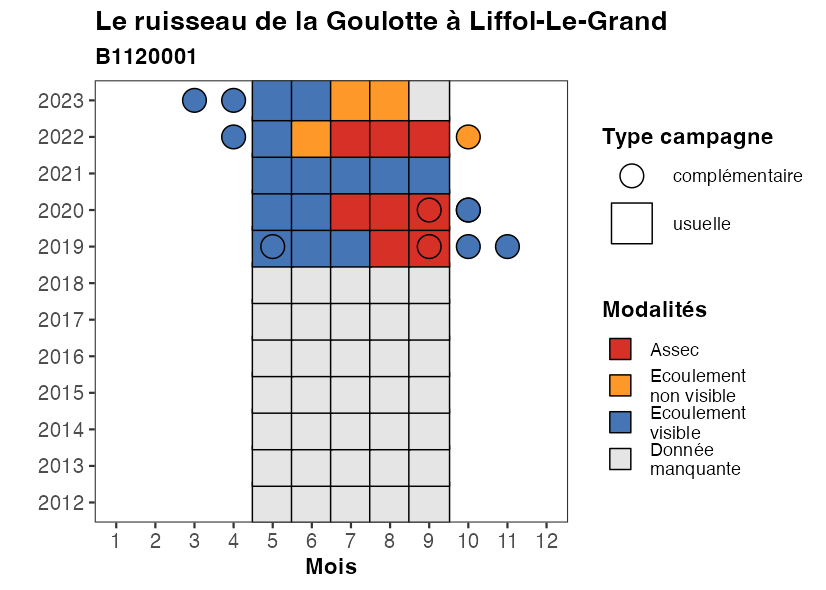 Le ruisseau de la Goulotte à Liffol-Le-Grand
B1120001
2023
2022
2021
2020
2019
2018
2017
2016
2015
2014
2013
2012
1 2 3 4 5 6 7 8 9 10 11 12
Mois
Type campagne
complémentaire
usuelle
Modalités
Assec
Ecoulement
non visible
Ecoulement
visible
Donnée
manquante